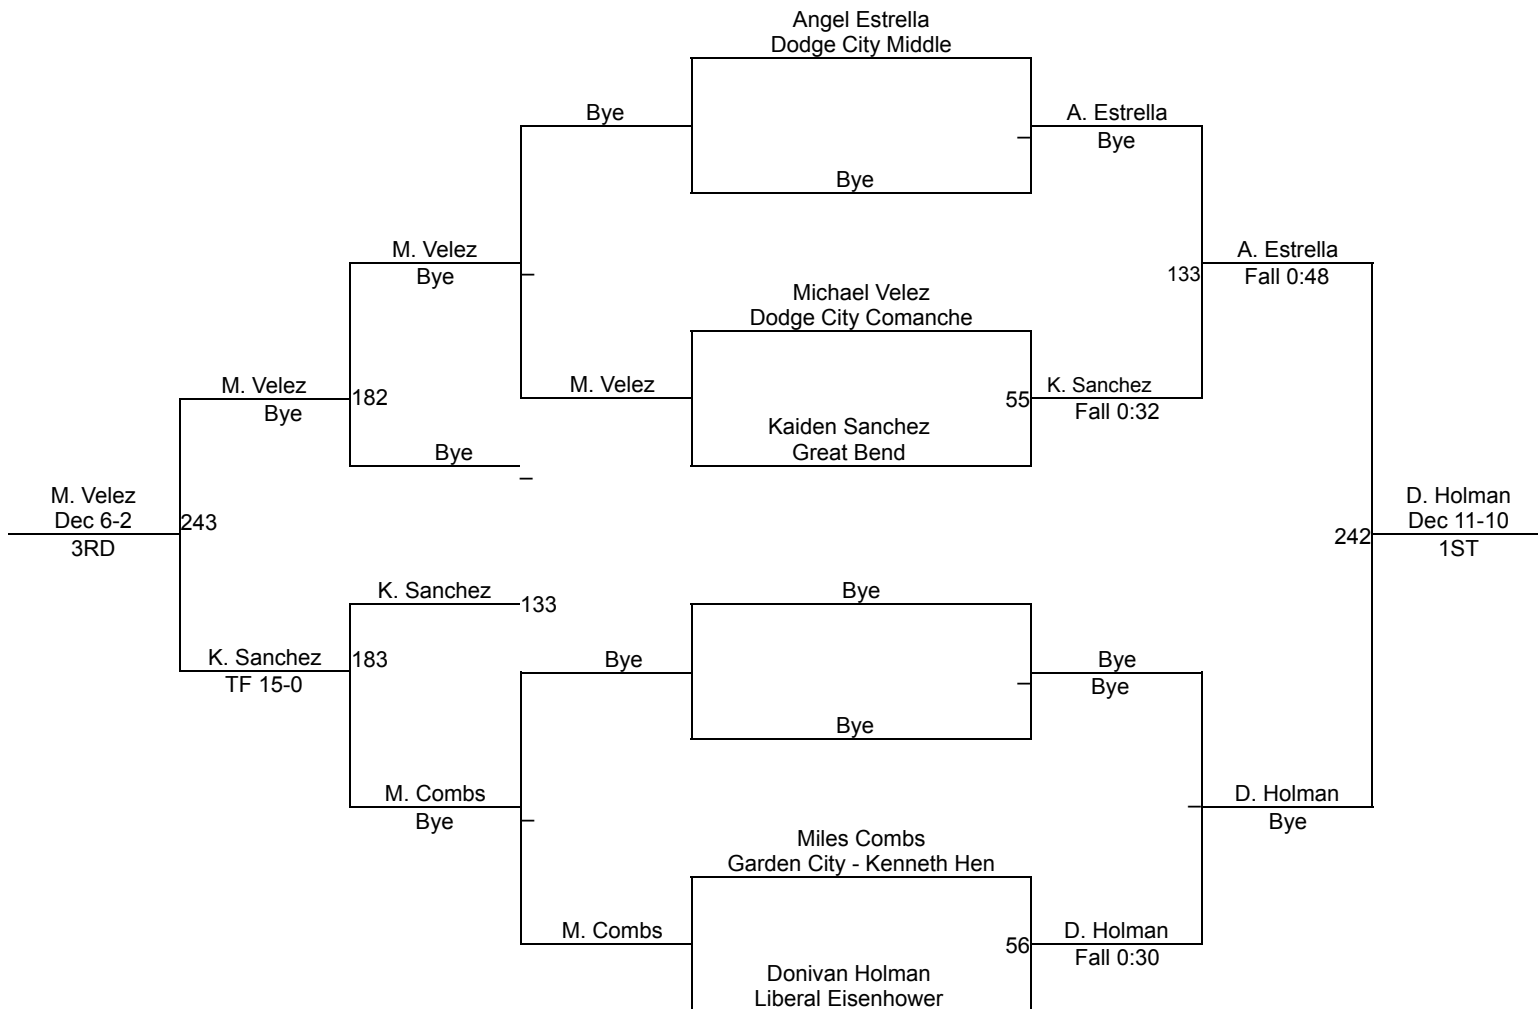 Angel Estrella
Dodge City Middle
Bye
A. Estrella
Bye
Bye
M. Velez
Bye
A. Estrella
Fall 0:48
133
Michael Velez
Dodge City Comanche
M. Velez
Bye
182
M. Velez
55
K. Sanchez
Fall 0:32
Kaiden Sanchez
Great Bend
Bye
M. Velez
Dec 6-2
3RD
243
D. Holman
Dec 11-10
1ST
242
K. Sanchez
133
Bye
K. Sanchez
TF 15-0
183
Bye
Bye
Bye
Bye
M. Combs
Bye
D. Holman
Bye
Miles Combs
Garden City - Kenneth Hen
M. Combs
56
D. Holman
Fall 0:30
Donivan Holman
Liberal Eisenhower